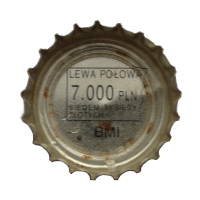 LEWA POŁOWA
7.000 PLN
SIEDEM TYSIĘCY
ZŁOTYCH
BMI